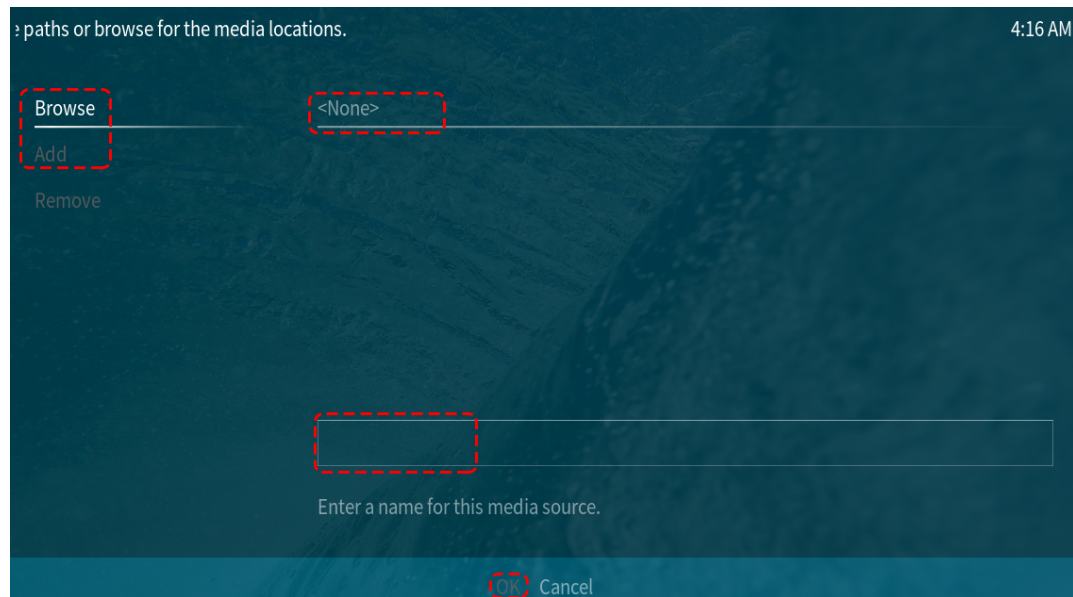 paths or browse for the media locations.
4:16 AM
Browse
<None>
Add
Remove
Enter a name for this media source.
OK
Cancel